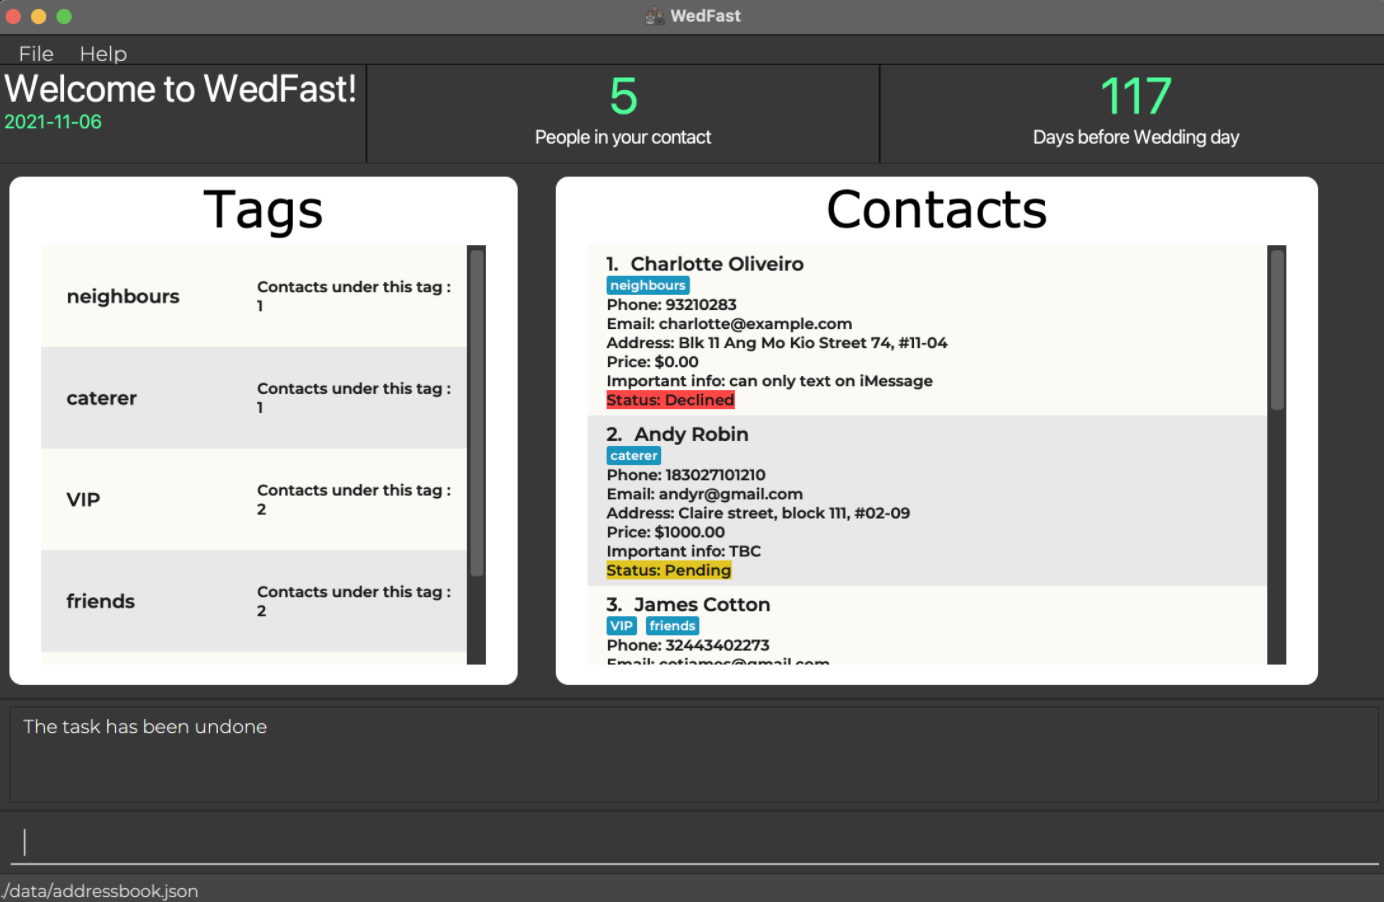 WedFast
File Help
Welcome to WedFast!
2021-11-06
5
People in your contact
117
Days before Wedding day
Tags
neighbours
Contacts under this tag :
1
caterer
Contacts under this tag :
1
VIP
Contacts under this tag :
2
friends
Contacts under this tag :
2
Contacts
1. Charlotte Oliveiro
neighbours
Phone: 93210283
Email: charlotte@example.com
Address: Blk 11 Ang Mo Kio Street 74, #11-04
Price: $0.00
Important info: can only text on iMessage
Status: Declined
2. Andy Robin
caterer
Phone: 183027101210
Email: andyr@gmail.com
Address: Claire street, block 111, #02-09
Price: $1000.00
Important info: TBC
Status: Pending
3. James Cotton
VIP friends
Phone: 32443402273
Email: cotjames@gmail.com
The task has been undone
./data/addressbook.json